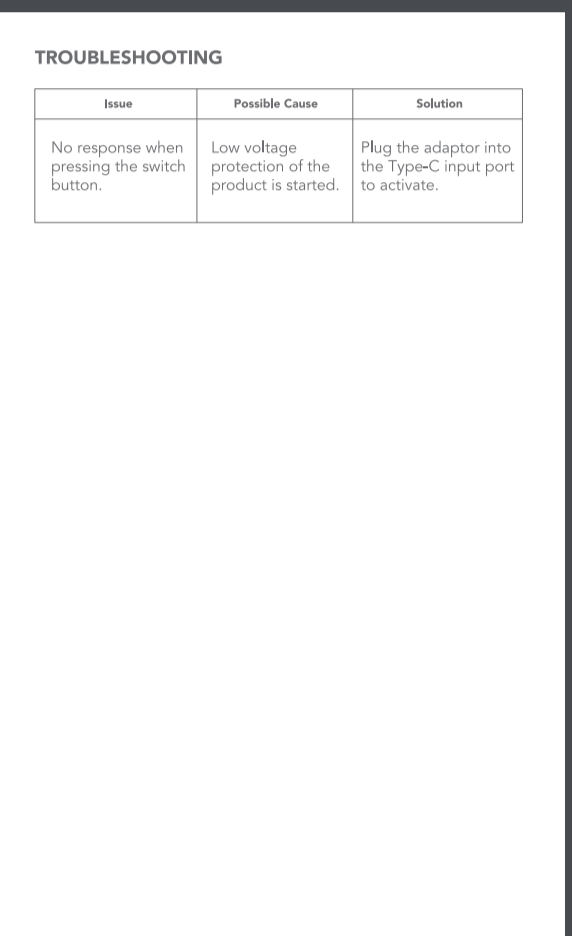 TROUBLESHOOTING
Issue
Possible Cause
Solution
No response when
pressing the switch
button.
Low voltage
protection of the
product is started.
Plug the adaptor into
the Type-C input port
to activate.